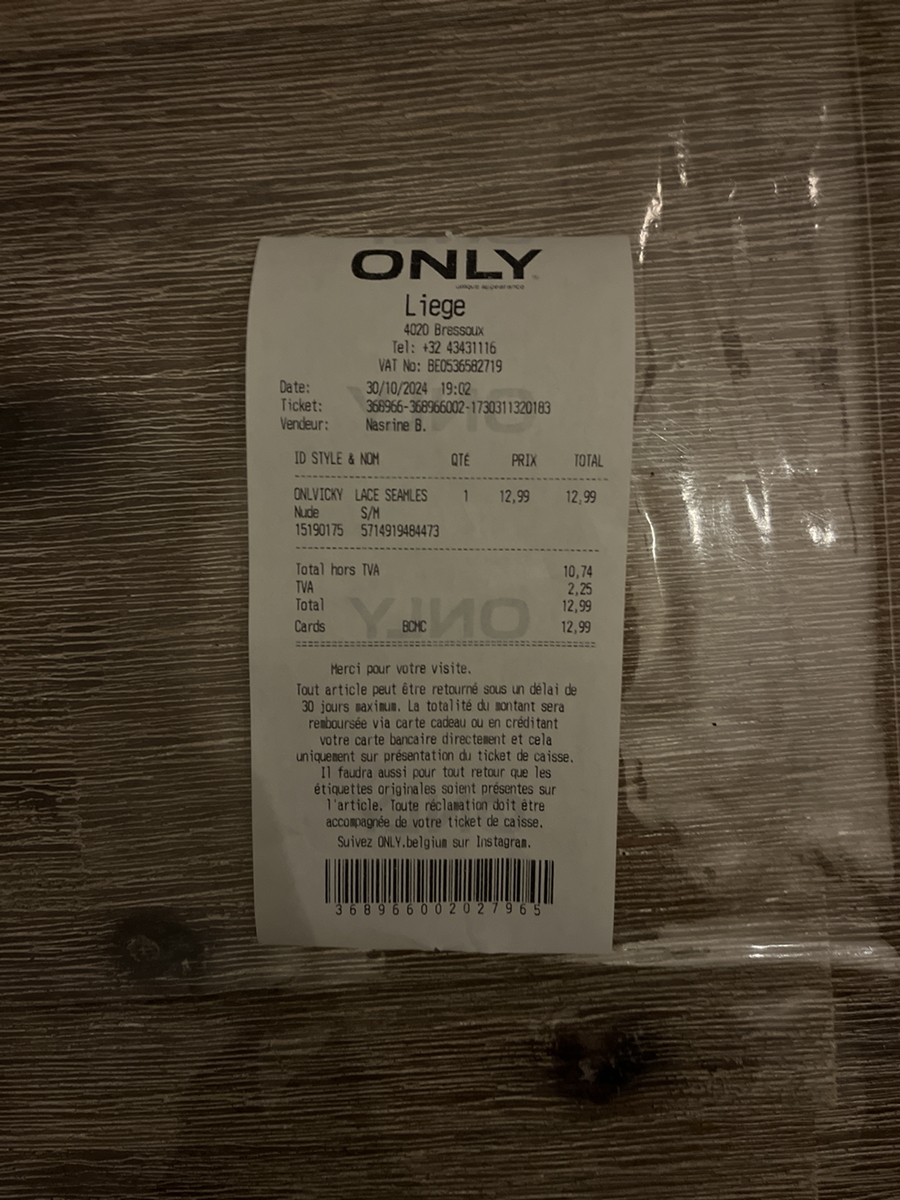 ONLY
unique appearance
Liege
4020 Bressoux
Tel: +32 43431116
VAT No: BE0536582719
Date: 30/10/2024 19:02
Ticket: 368966-368966002-1730311320183
Vendeur: Nasrine B.
ID STYLE & NOM QTÉ PRIX TOTAL
ONLVICKY LACE SEAMLES 1 12,99 12,99
Nude S/M
15190175 5714919484473
Total hors TVA 10,74
TVA 2,25
Total 12,99
Cards BCMC 12,99
Merci pour votre visite.
Tout article peut être retourné sous un délai de
30 jours maximum. La totalité du montant sera
remboursée via carte cadeau ou en créditant
votre carte bancaire directement et cela
uniquement sur présentation du ticket de caisse.
Il faudra aussi pour tout retour que les
étiquettes originales soient présentes sur
l'article. Toute réclamation doit être
accompagnée de votre ticket de caisse.
Suivez ONLY.belgium sur Instagram.
368966002027965